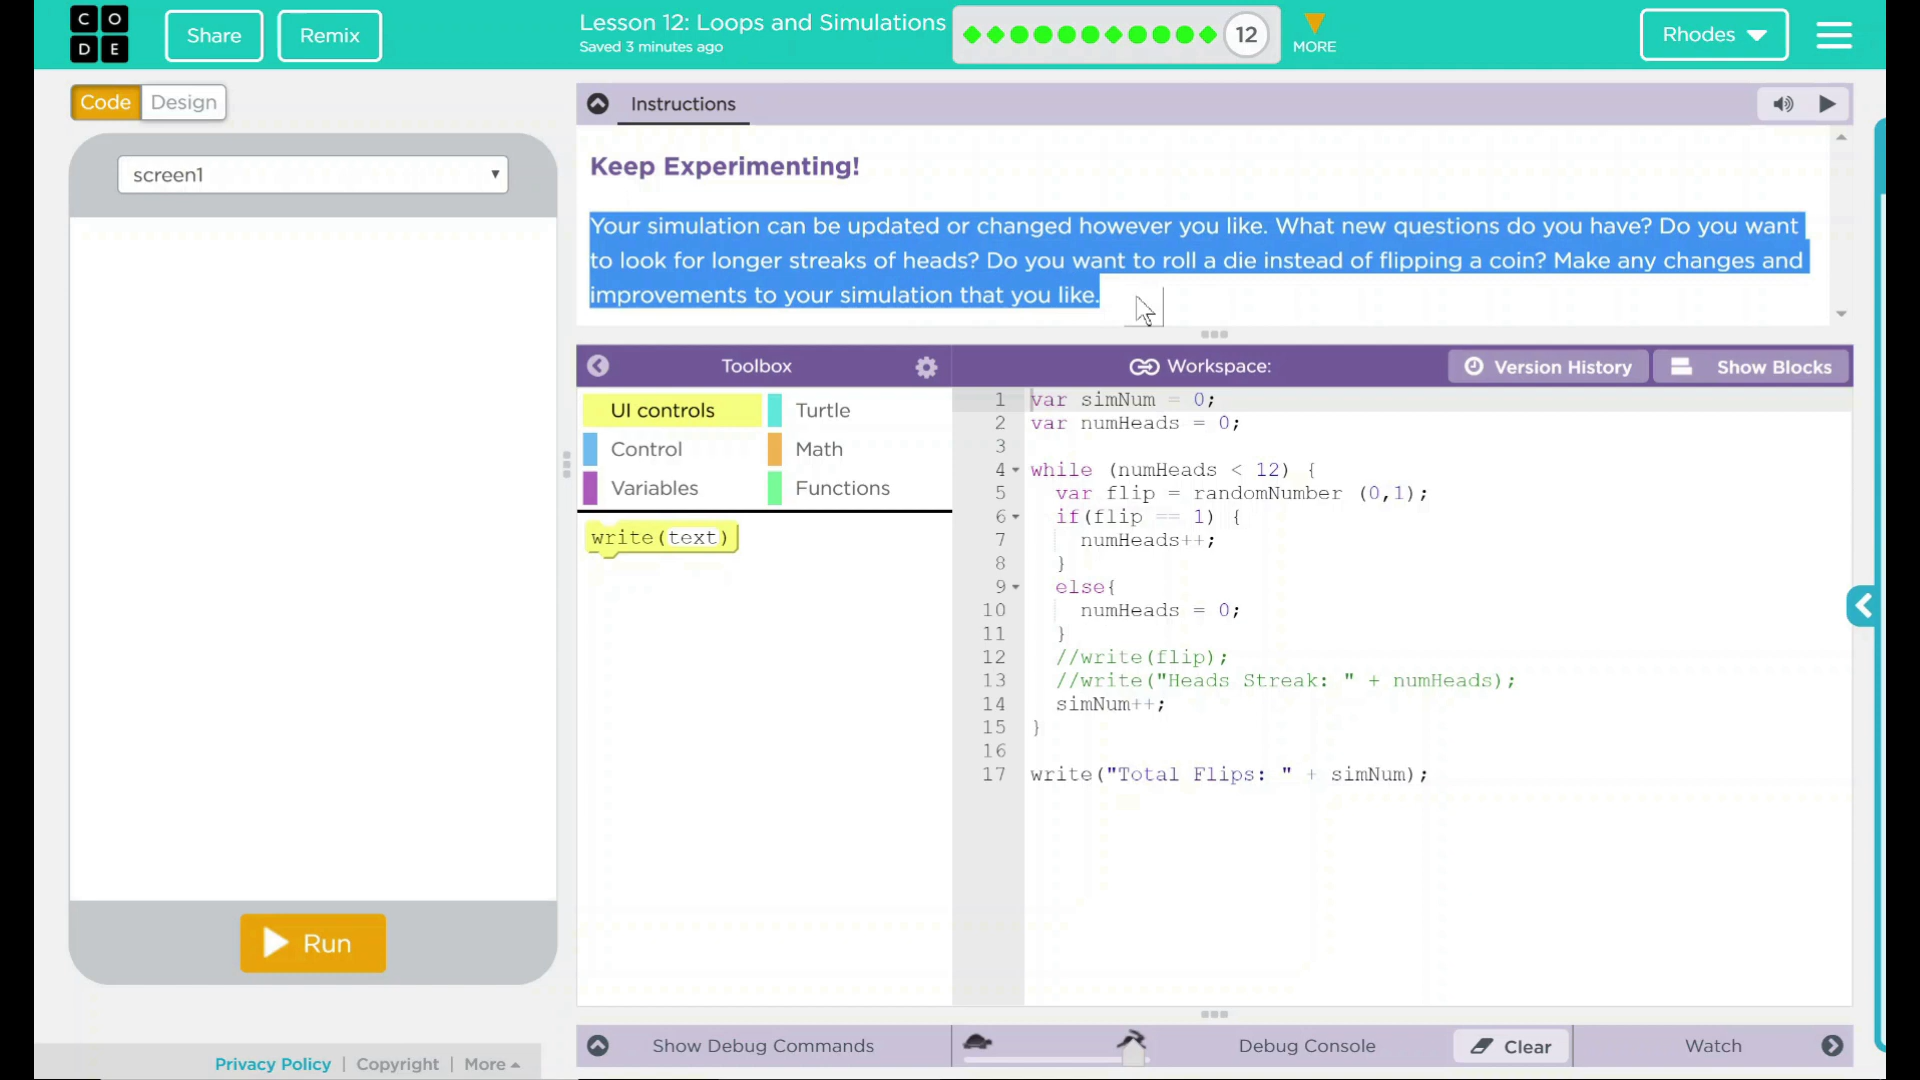 CODE
Share
Remix
Lesson 12: Loops and Simulations
Saved 3 minutes ago
12
MORE
Rhodes
Code
Design
Instructions
screen1
Keep Experimenting!
Your simulation can be updated or changed however you like. What new questions do you have? Do you want
to look for longer streaks of heads? Do you want to roll a die instead of flipping a coin? Make any changes and
improvements to your simulation that you like.
Toolbox
Workspace:
Version History
Show Blocks
UI controls
Turtle
Control
Math
Variables
Functions
write(text)
1 var simNum = 0;
2 var numHeads = 0;
3
4 while (numHeads < 12) {
5 var flip = randomNumber (0,1);
6 if(flip == 1) {
7 numHeads++;
8 }
9 else{
10 numHeads = 0;
11 }
12 //write(flip);
13 //write("Heads Streak: " + numHeads);
14 simNum++;
15 }
16
17 write("Total Flips: " + simNum);
Run
Show Debug Commands
Debug Console
Clear
Watch
Privacy Policy | Copyright | More